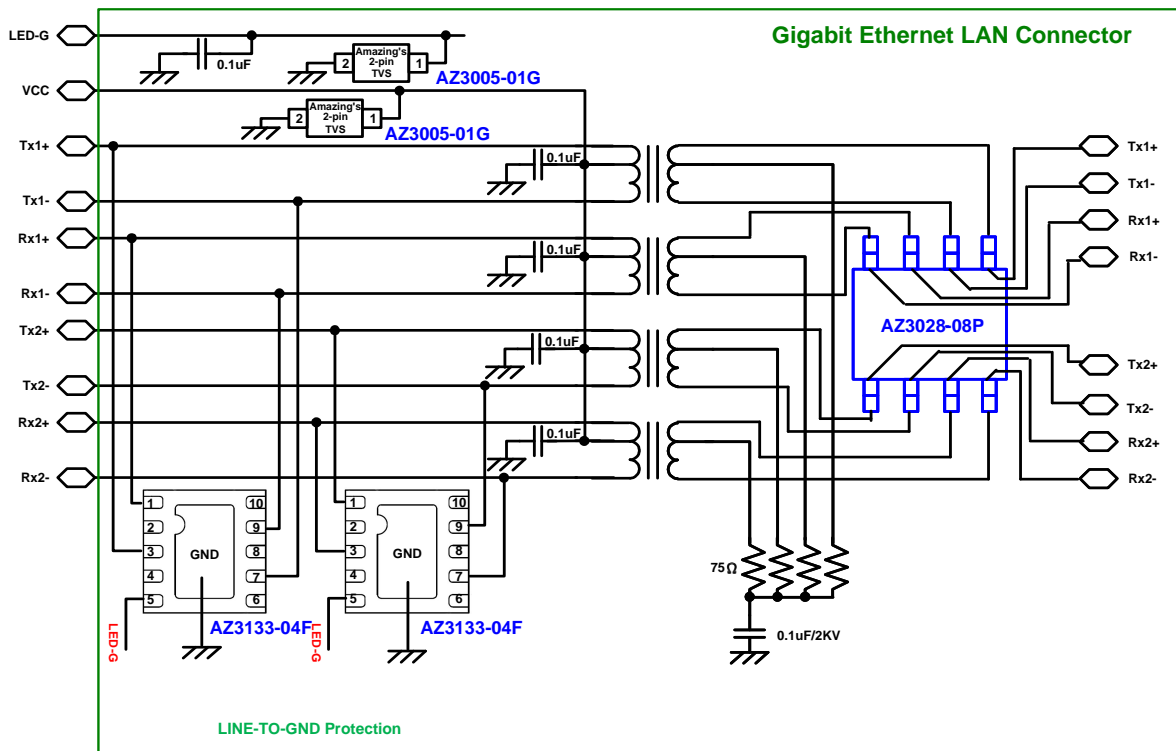 Gigabit Ethernet LAN Connector
LED-G
0.1uF
2
Amazing's
2-pin
TVS
1
AZ3005-01G
VCC
2
Amazing's
2-pin
TVS
1
AZ3005-01G
Tx1+
0.1uF
Tx1+
Tx1-
Tx1-
Rx1+
0.1uF
Rx1+
Rx1-
Rx1-
AZ3028-08P
Tx2+
0.1uF
Tx2+
Tx2-
Tx2-
Rx2+
0.1uF
Rx2+
Rx2-
Rx2-
1
2
3
4
5
GND
10
9
8
7
6
AZ3133-04F
LED-G
1
2
3
4
5
GND
10
9
8
7
6
AZ3133-04F
LED-G
75Ω
0.1uF/2KV
LINE-TO-GND Protection